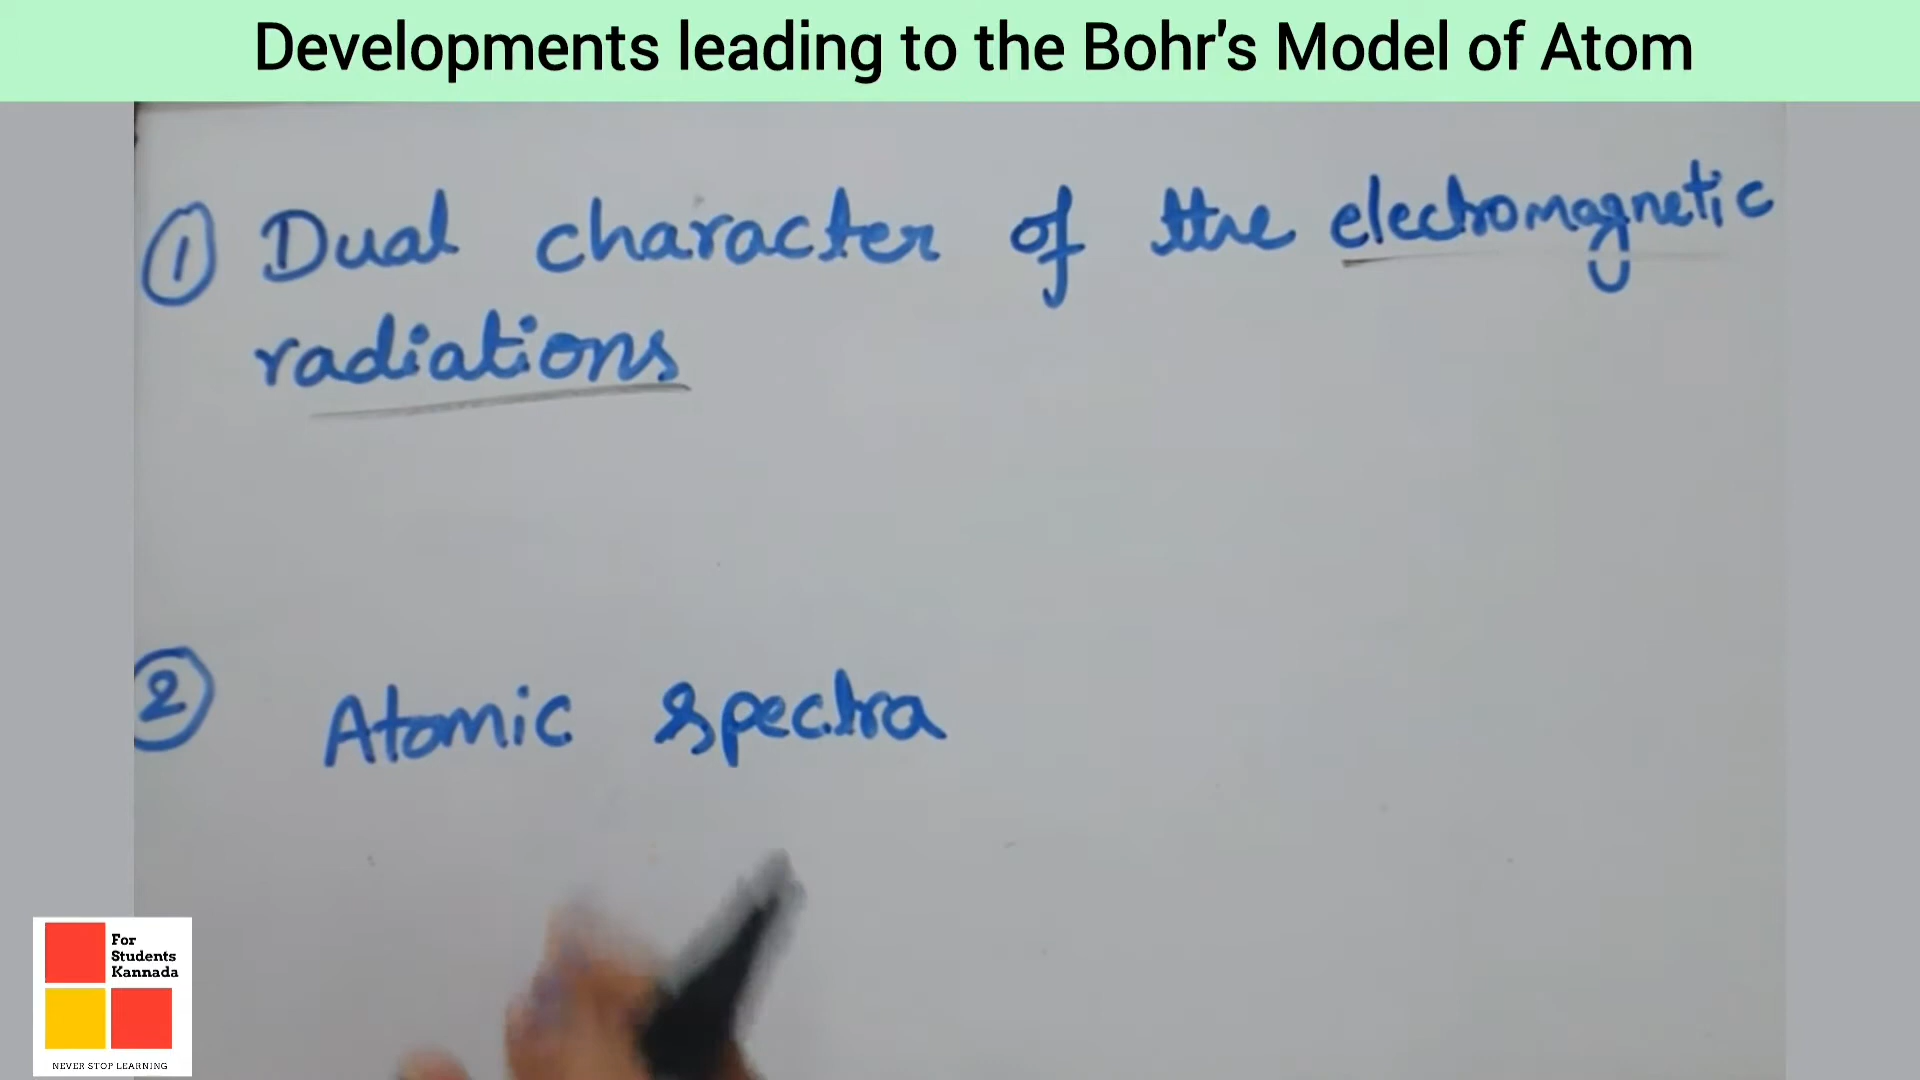 Developments leading to the Bohr's Model of Atom
① Dual character of the electromagnetic
radiations
② Atomic spectra
For
Students
Kannada
NEVER STOP LEARNING